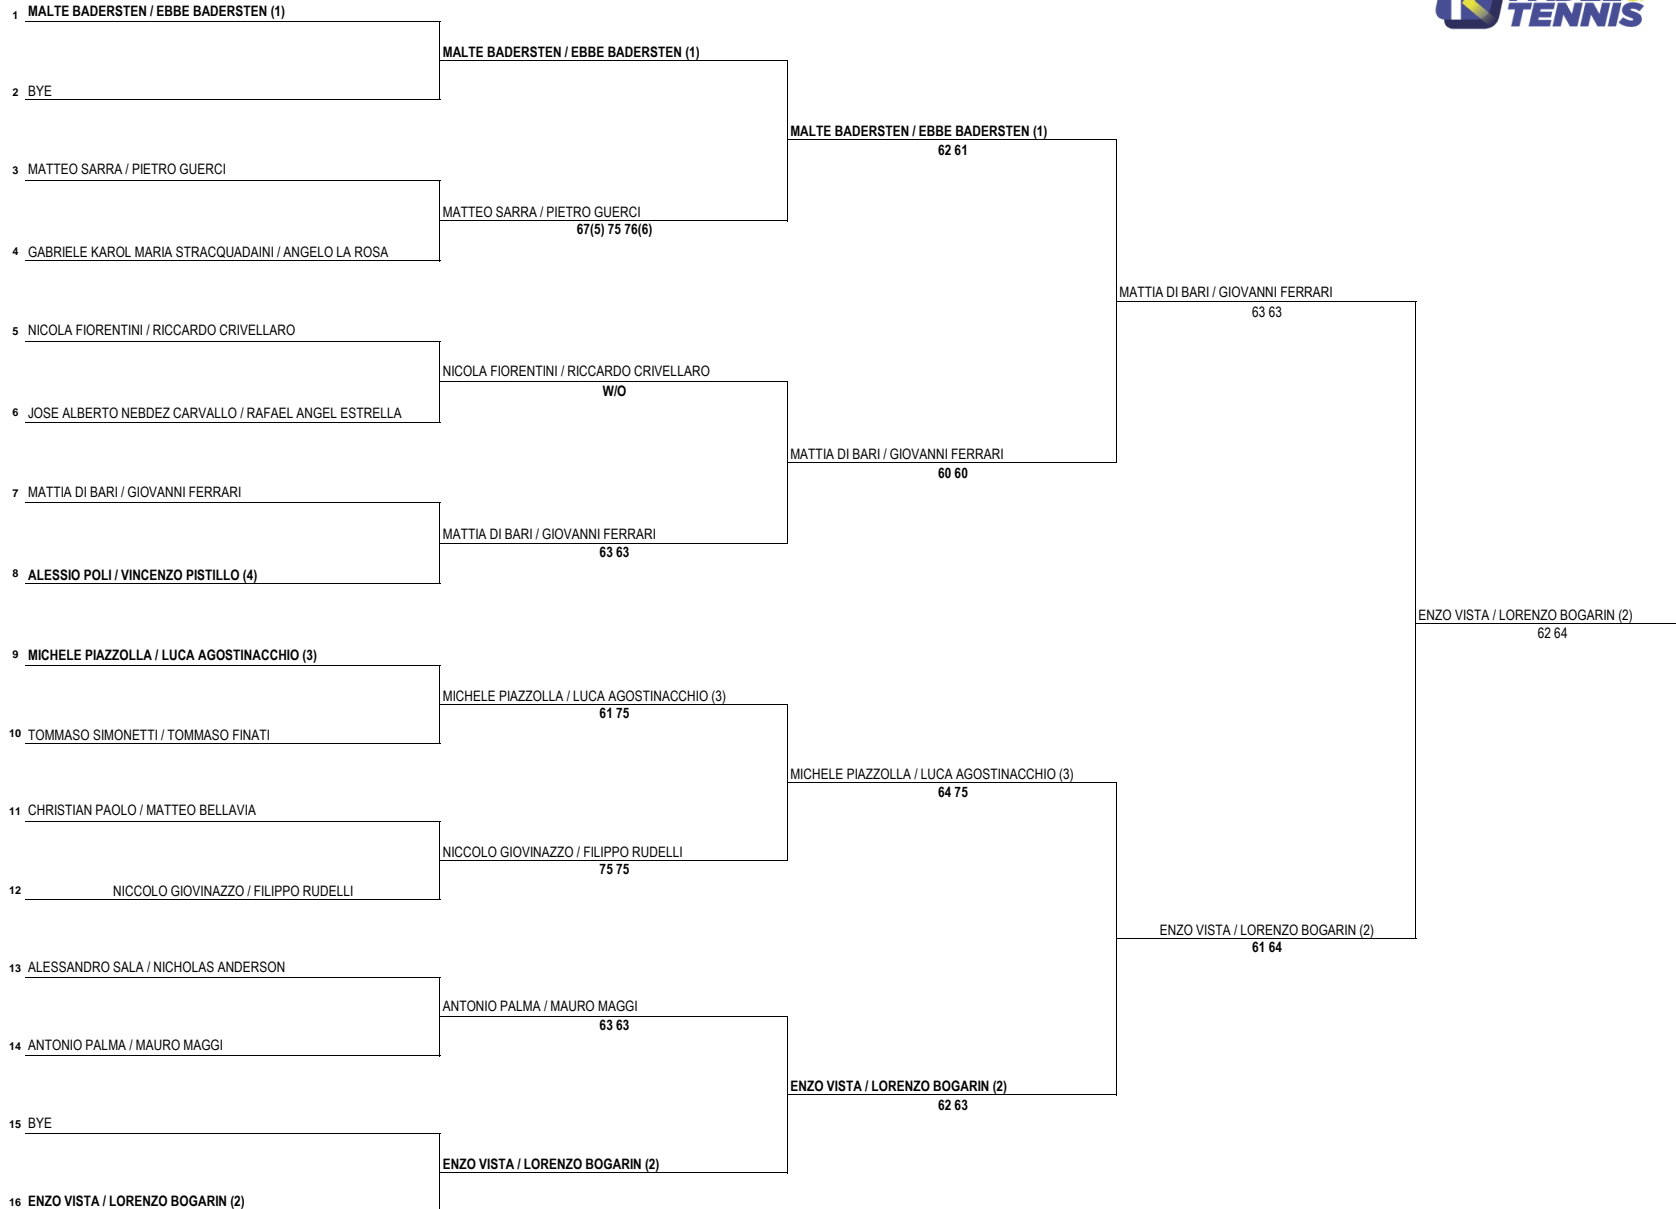 TENNIS
1 MALTE BADERSTEN / EBBE BADERSTEN (1)
MALTE BADERSTEN / EBBE BADERSTEN (1)
2 BYE
MALTE BADERSTEN / EBBE BADERSTEN (1)
62 61
3 MATTEO SARRA / PIETRO GUERCI
MATTEO SARRA / PIETRO GUERCI
67(5) 75 76(6)
4 GABRIELE KAROL MARIA STRACQUADAINI / ANGELO LA ROSA
MATTIA DI BARI / GIOVANNI FERRARI
63 63
5 NICOLA FIORENTINI / RICCARDO CRIVELLARO
NICOLA FIORENTINI / RICCARDO CRIVELLARO
W/O
6 JOSE ALBERTO NEBDEZ CARVALLO / RAFAEL ANGEL ESTRELLA
MATTIA DI BARI / GIOVANNI FERRARI
60 60
7 MATTIA DI BARI / GIOVANNI FERRARI
MATTIA DI BARI / GIOVANNI FERRARI
63 63
8 ALESSIO POLI / VINCENZO PISTILLO (4)
ENZO VISTA / LORENZO BOGARIN (2)
62 64
9 MICHELE PIAZZOLLA / LUCA AGOSTINACCHIO (3)
MICHELE PIAZZOLLA / LUCA AGOSTINACCHIO (3)
61 75
10 TOMMASO SIMONETTI / TOMMASO FINATI
MICHELE PIAZZOLLA / LUCA AGOSTINACCHIO (3)
64 75
11 CHRISTIAN PAOLO / MATTEO BELLAVIA
NICCOLO GIOVINAZZO / FILIPPO RUDELLI
75 75
12 NICCOLO GIOVINAZZO / FILIPPO RUDELLI
ENZO VISTA / LORENZO BOGARIN (2)
61 64
13 ALESSANDRO SALA / NICHOLAS ANDERSON
ANTONIO PALMA / MAURO MAGGI
63 63
14 ANTONIO PALMA / MAURO MAGGI
ENZO VISTA / LORENZO BOGARIN (2)
62 63
15 BYE
ENZO VISTA / LORENZO BOGARIN (2)
16 ENZO VISTA / LORENZO BOGARIN (2)